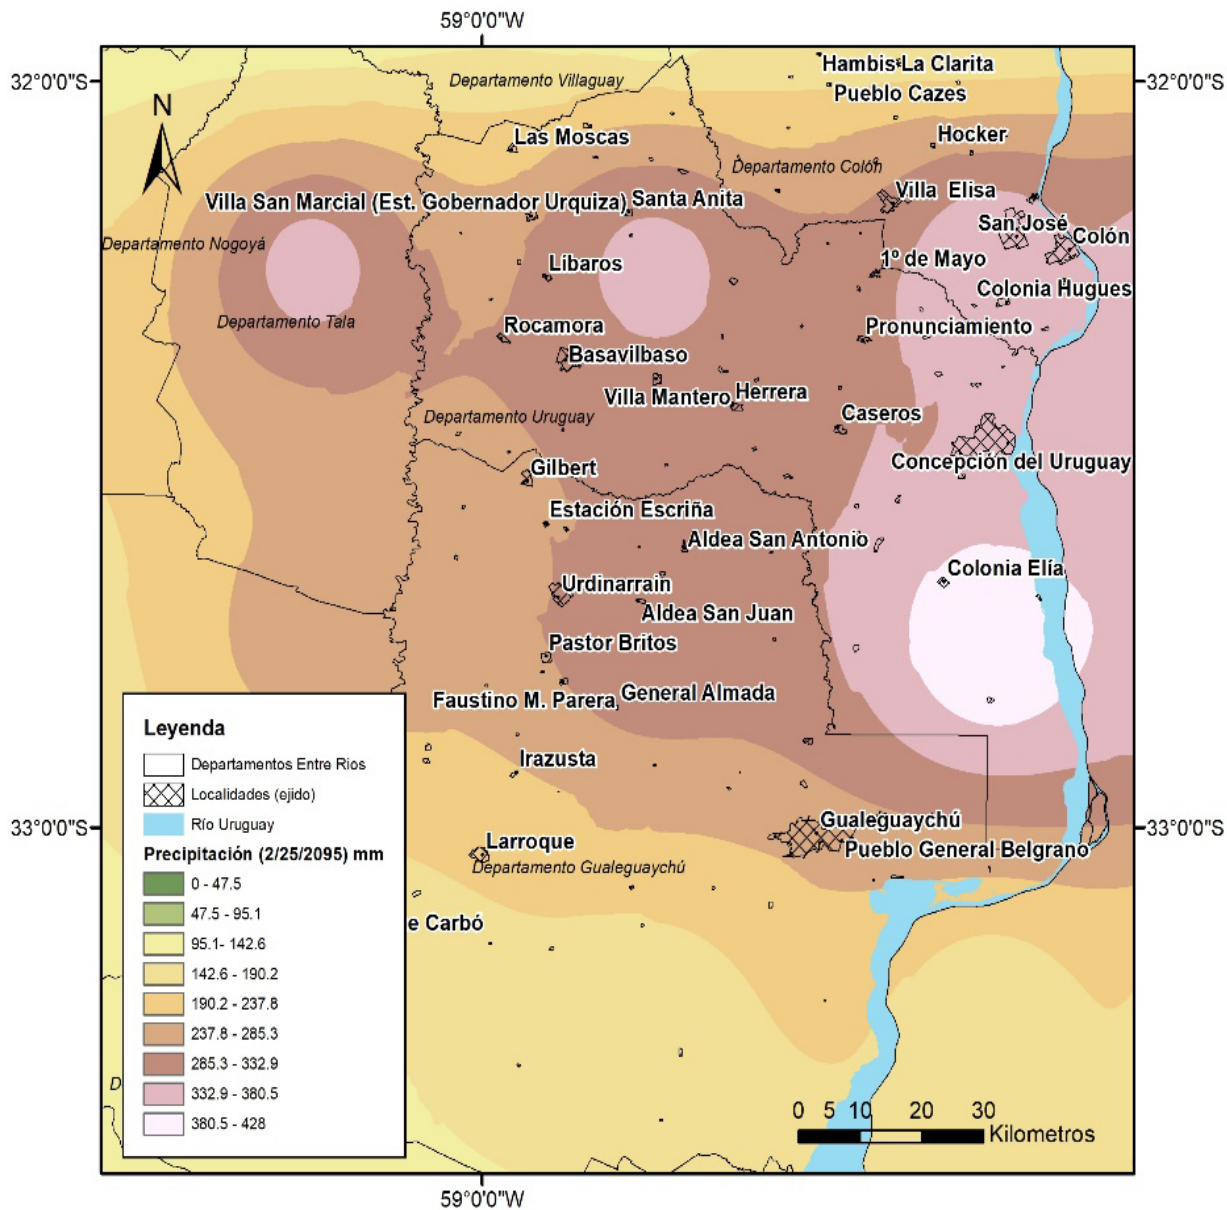 59°0'0"W
32°0'0"S
32°0'0"S
N
Departamento Villaguay
Hambis La Clarita
Pueblo Cazes
Las Moscas
Hocker
Departamento Colón
Villa Elisa
Villa San Marcial (Est. Gobernador Urquiza)
Santa Anita
San José
Colón
Departamento Nogoyá
Líbaros
1º de Mayo
Colonia Hugues
Departamento Tala
Rocamora
Pronunciamiento
Basavilbaso
Villa Mantero
Herrera
Caseros
Departamento Uruguay
Concepción del Uruguay
Gilbert
Estación Escriña
Aldea San Antonio
Colonia Elía
Urdinarrain
Aldea San Juan
Pastor Britos
Faustino M. Parera
General Almada
Irazusta
Gualeguaychú
33°0'0"S
33°0'0"S
Larroque
Pueblo General Belgrano
Departamento Gualeguaychú
e Carbó
D
Leyenda
Departamentos Entre Rios
Localidades (ejido)
Río Uruguay
Precipitación (2/25/2095) mm
0 - 47.5
47.5 - 95.1
95.1- 142.6
142.6 - 190.2
190.2 - 237.8
237.8 - 285.3
285.3 - 332.9
332.9 - 380.5
380.5 - 428
0 5 10 20 30
Kilometros
59°0'0"W